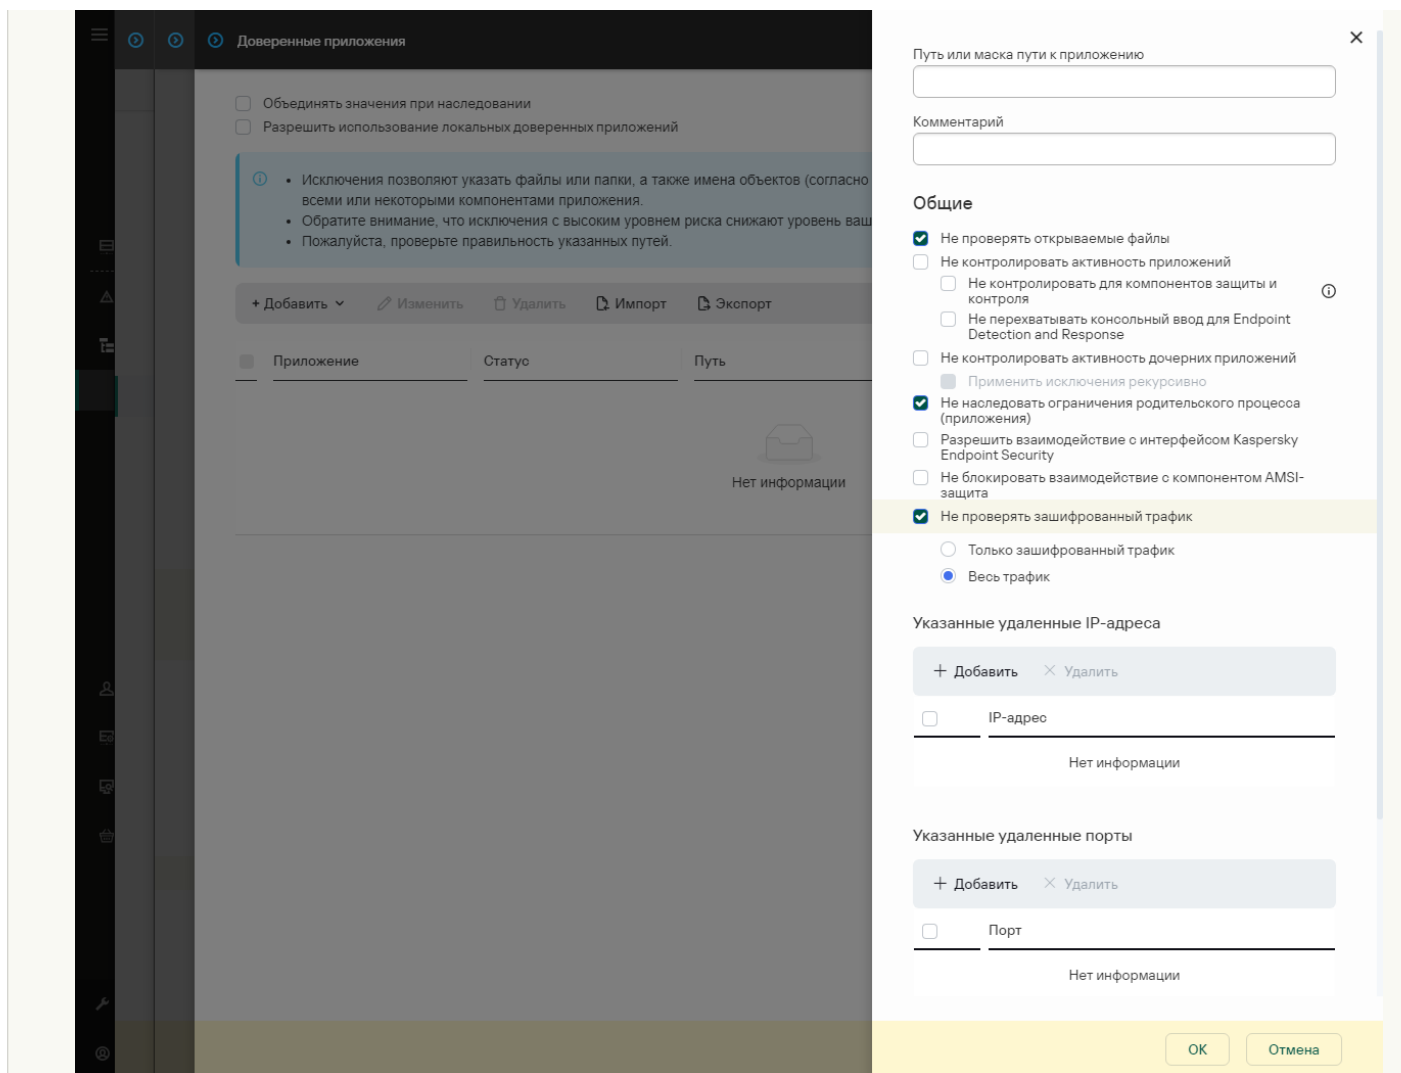 Доверенные приложения
Объединять значения при наследовании
Разрешить использование локальных доверенных приложений
Исключения позволяют указать файлы или папки, а также имена объектов (согласно
всеми или некоторыми компонентами приложения.
Обратите внимание, что исключения с высоким уровнем риска снижают уровень ваш
Пожалуйста, проверьте правильность указанных путей.
+ Добавить Изменить Удалить Импорт Экспорт
Приложение Статус Путь
Нет информации
Путь или маска пути к приложению
Комментарий
Общие
Не проверять открываемые файлы
Не контролировать активность приложений
Не контролировать для компонентов защиты и
контроля
Не перехватывать консольный ввод для Endpoint
Detection and Response
Не контролировать активность дочерних приложений
Применить исключения рекурсивно
Не наследовать ограничения родительского процесса
(приложения)
Разрешить взаимодействие с интерфейсом Kaspersky
Endpoint Security
Не блокировать взаимодействие с компонентом AMSI-
защита
Не проверять зашифрованный трафик
Только зашифрованный трафик
Весь трафик
Указанные удаленные IP-адреса
+ Добавить × Удалить
IP-адрес
Нет информации
Указанные удаленные порты
+ Добавить × Удалить
Порт
Нет информации
ОК Отмена